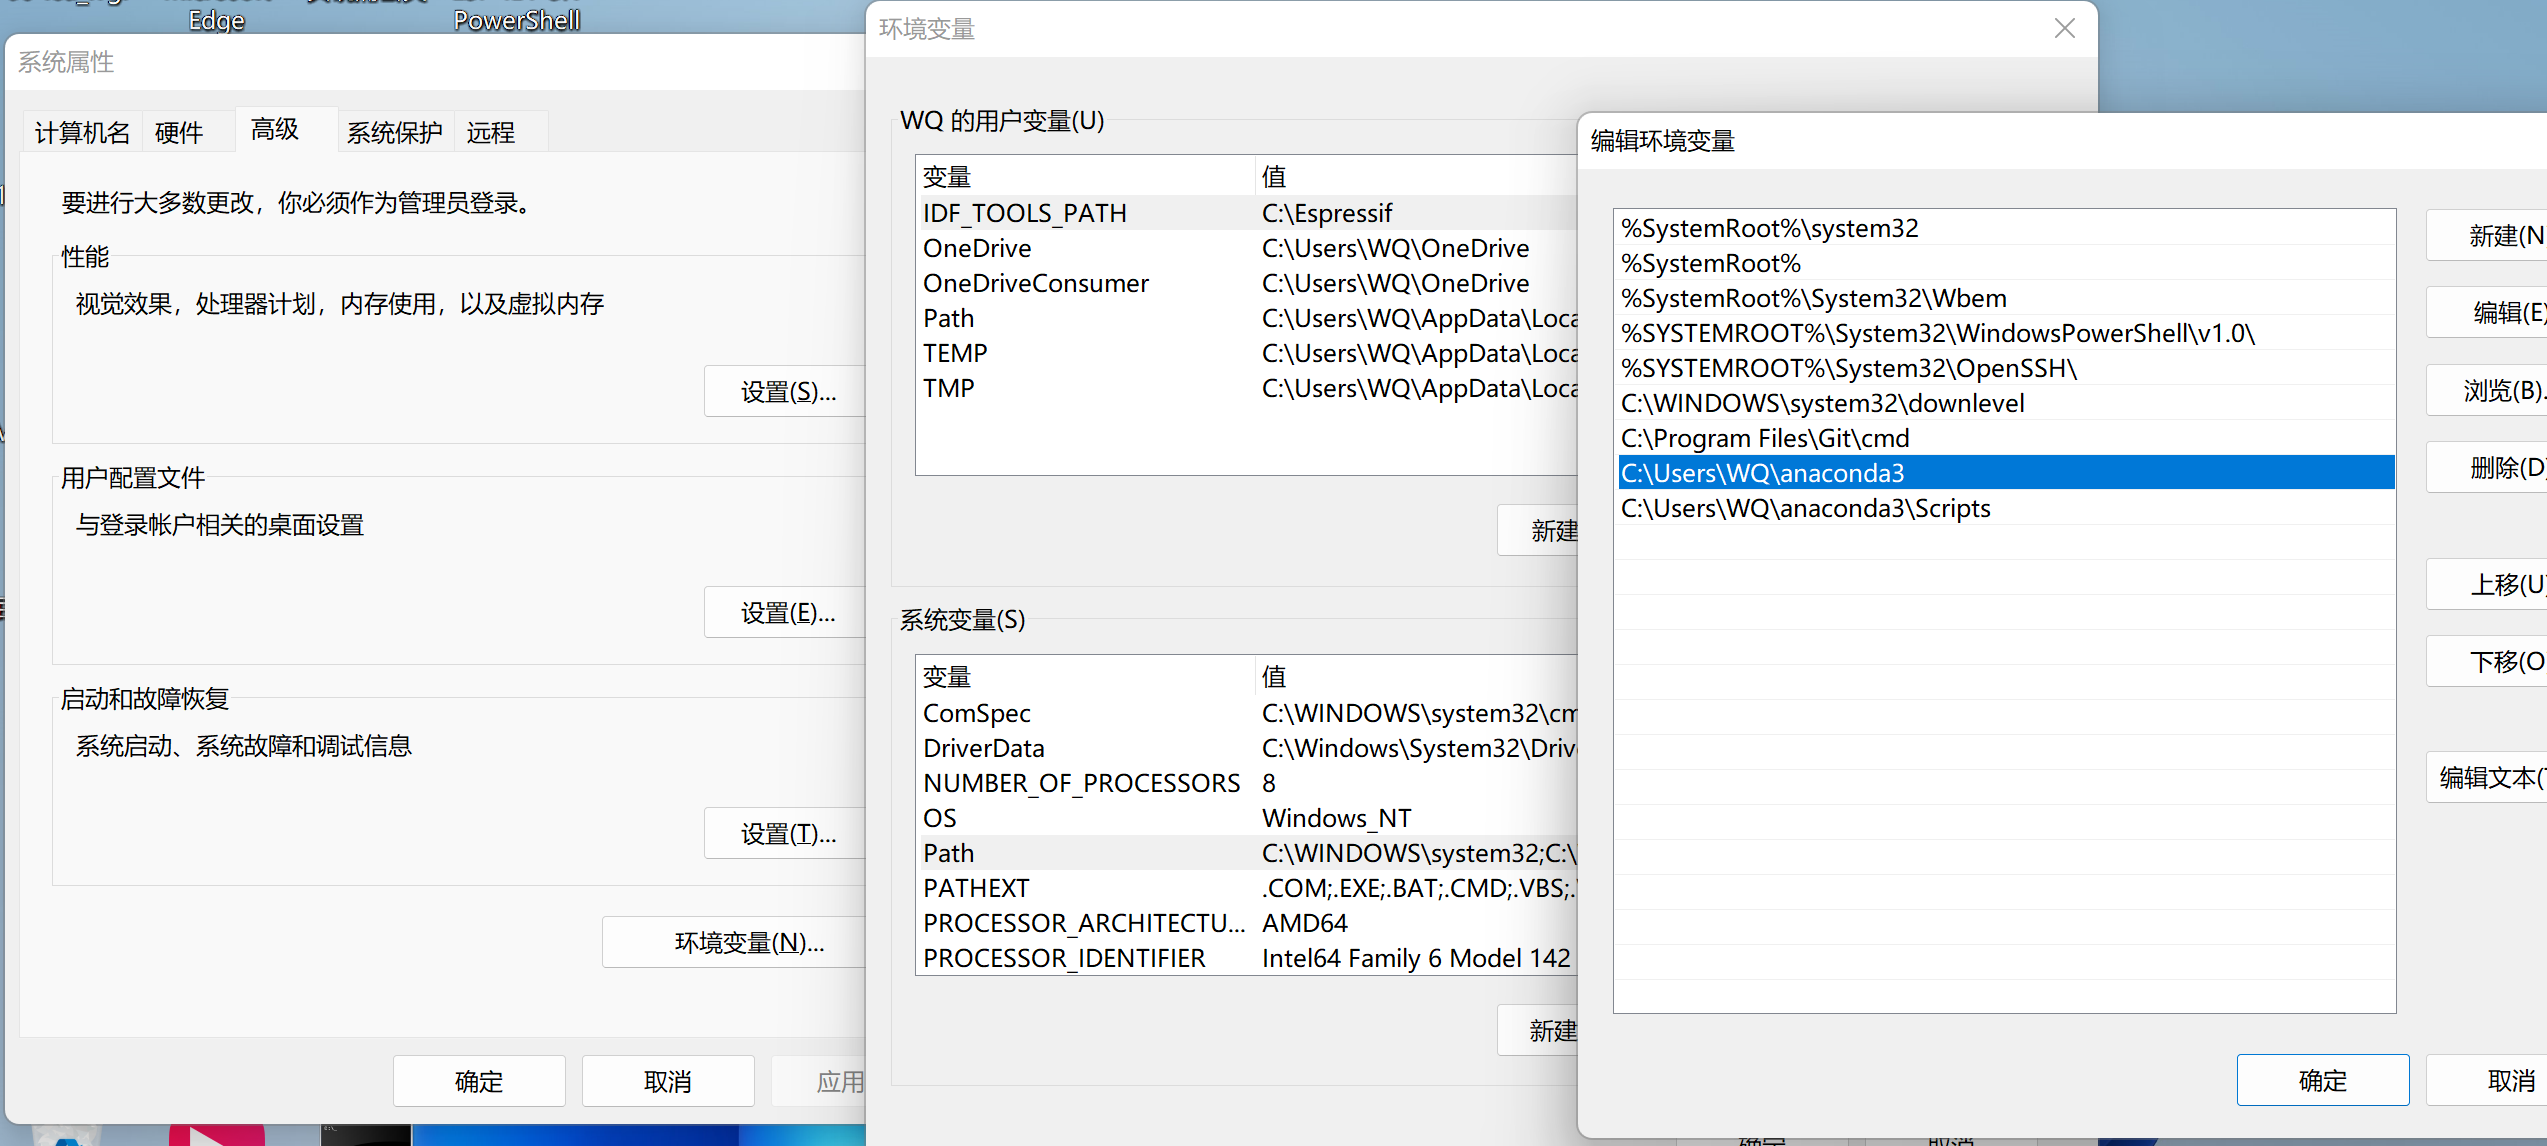 Edge
PowerShell
系统属性
计算机名
硬件
高级
系统保护
远程
要进行大多数更改，你必须作为管理员登录。
性能
视觉效果，处理器计划，内存使用，以及虚拟内存
设置(S)...
用户配置文件
与登录帐户相关的桌面设置
设置(E)...
启动和故障恢复
系统启动、系统故障和调试信息
设置(T)...
环境变量(N)...
确定
取消
应用
环境变量
WQ 的用户变量(U)
变量 值
IDF_TOOLS_PATH C:\Espressif
OneDrive C:\Users\WQ\OneDrive
OneDriveConsumer C:\Users\WQ\OneDrive
Path C:\Users\WQ\AppData\Loca
TEMP C:\Users\WQ\AppData\Loca
TMP C:\Users\WQ\AppData\Loca
新建
系统变量(S)
变量 值
ComSpec C:\WINDOWS\system32\cm
DriverData C:\Windows\System32\Driv
NUMBER_OF_PROCESSORS 8
OS Windows_NT
Path C:\WINDOWS\system32;C:\
PATHEXT .COM;.EXE;.BAT;.CMD;.VBS;.
PROCESSOR_ARCHITECTU... AMD64
PROCESSOR_IDENTIFIER Intel64 Family 6 Model 142
新建
编辑环境变量
%SystemRoot%\system32
%SystemRoot%
%SystemRoot%\System32\Wbem
%SYSTEMROOT%\System32\WindowsPowerShell\v1.0\
%SYSTEMROOT%\System32\OpenSSH\
C:\WINDOWS\system32\downlevel
C:\Program Files\Git\cmd
C:\Users\WQ\anaconda3
C:\Users\WQ\anaconda3\Scripts
新建(N
编辑(E)
浏览(B).
删除(D)
上移(U)
下移(O
编辑文本(T
确定
取消